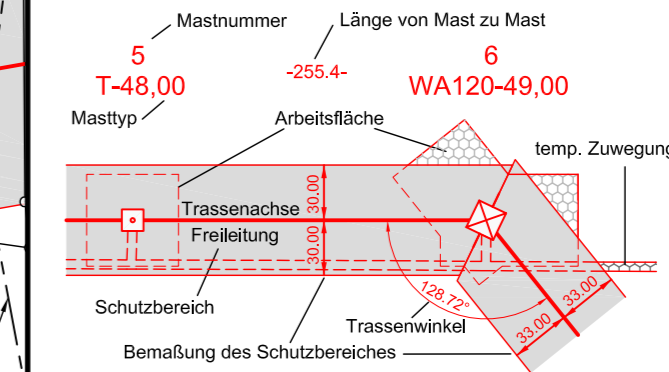 Mastnummer
Länge von Mast zu Mast
5
-255.4-
6
T-48,00
WA120-49,00
Masttyp
Arbeitsfläche
temp. Zuwegung
30.00
Trassenachse
Freileitung
30.00
128.72°
33.00
33.00
Schutzbereich
Trassenwinkel
Bemaßung des Schutzbereiches